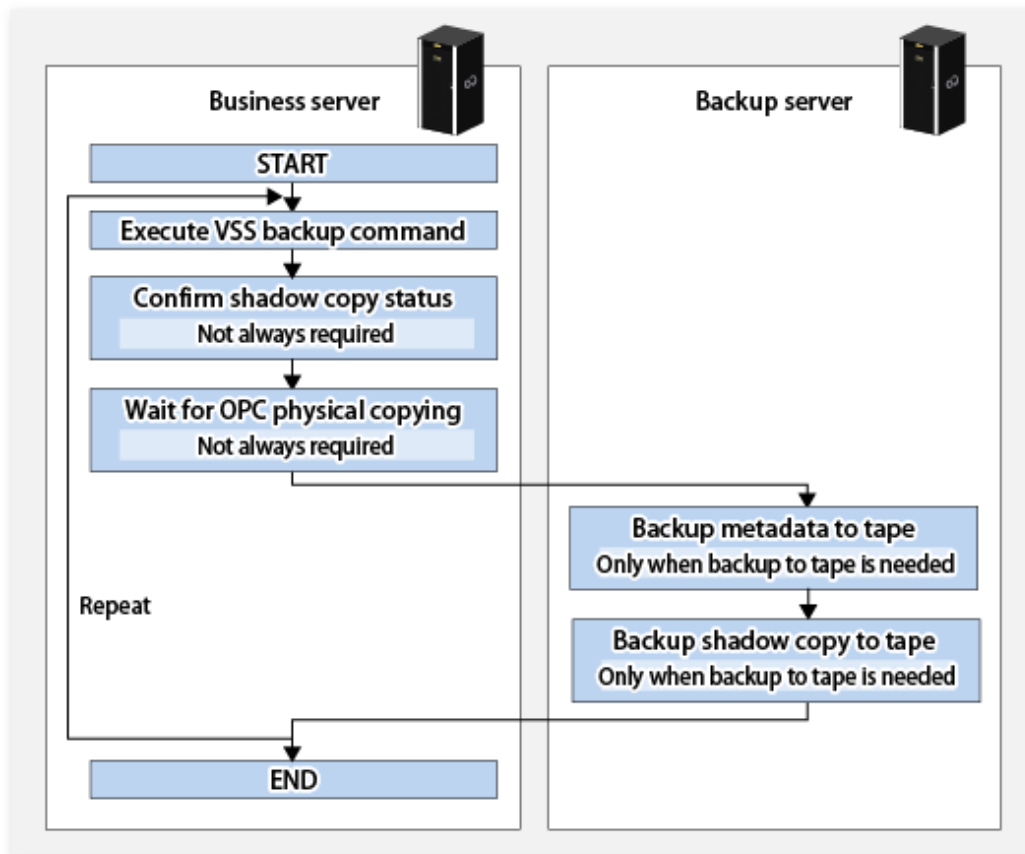 Business server
Backup server
START
Execute VSS backup command
Confirm shadow copy status
Not always required
Wait for OPC physical copying
Not always required
Backup metadata to tape
Only when backup to tape is needed
Repeat
Backup shadow copy to tape
Only when backup to tape is needed
END